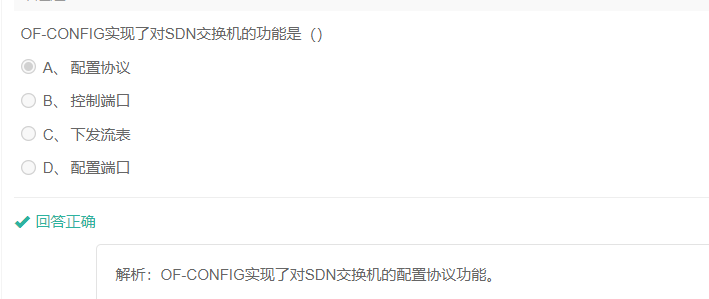 OF-CONFIG实现了对SDN交换机的功能是（）
A、 配置协议
B、 控制端口
C、 下发流表
D、 配置端口
回答正确
解析：OF-CONFIG实现了对SDN交换机的配置协议功能。